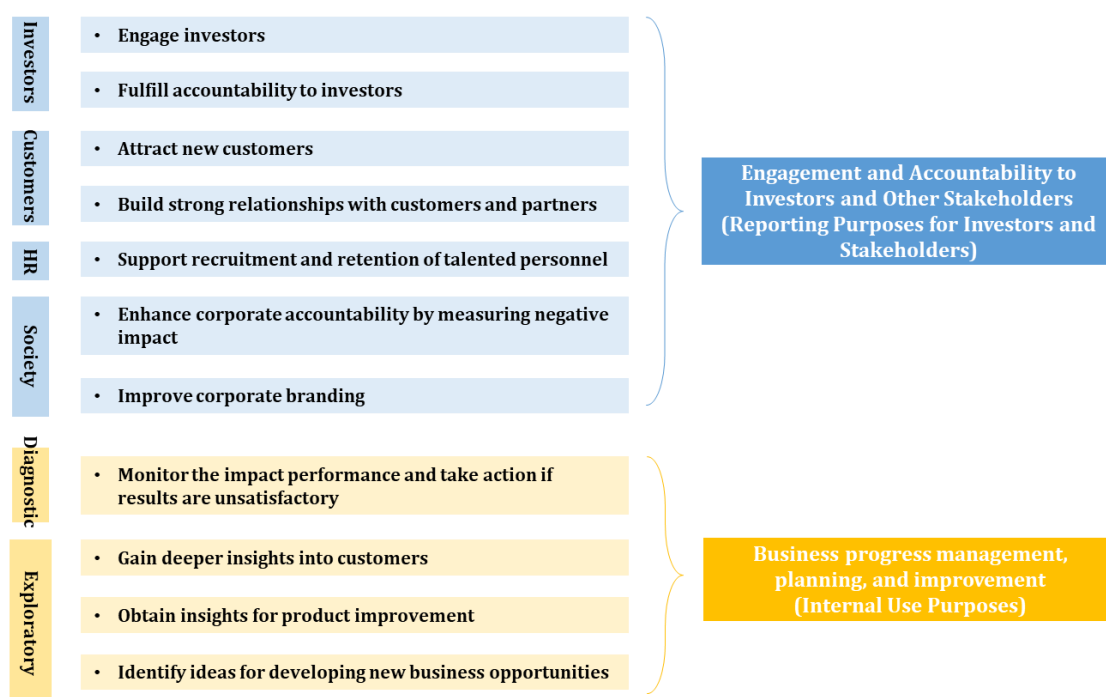 Investors
• Engage investors
• Fulfill accountability to investors
Customers
• Attract new customers
• Build strong relationships with customers and partners
HR
• Support recruitment and retention of talented personnel
Society
• Enhance corporate accountability by measuring negative
impact
• Improve corporate branding
Engagement and Accountability to
Investors and Other Stakeholders
(Reporting Purposes for Investors and
Stakeholders)
Diagnostic
• Monitor the impact performance and take action if
results are unsatisfactory
Exploratory
• Gain deeper insights into customers
• Obtain insights for product improvement
• Identify ideas for developing new business opportunities
Business progress management,
planning, and improvement
(Internal Use Purposes)